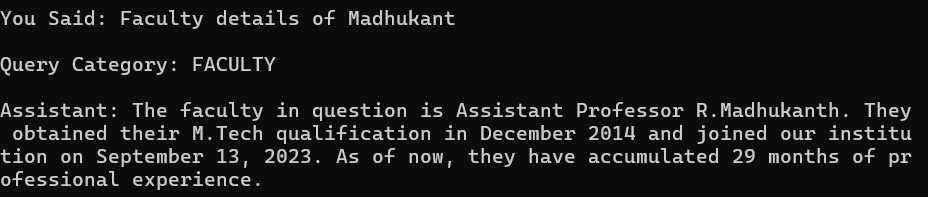 You Said: Faculty details of Madhukant
Query Category: FACULTY
Assistant: The faculty in question is Assistant Professor R.Madhukanth. They
 obtained their M.Tech qualification in December 2014 and joined our institu
tion on September 13, 2023. As of now, they have accumulated 29 months of pr
ofessional experience.